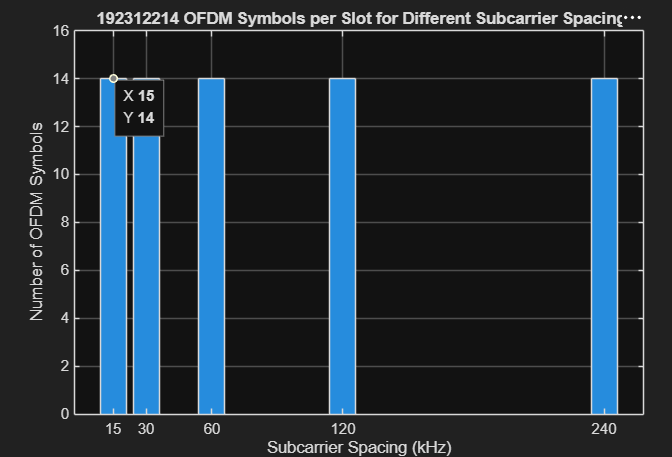 192312214 OFDM Symbols per Slot for Different Subcarrier Spacing...
16
14
12
10
8
6
4
2
0
Number of OFDM Symbols
X 15
Y 14
15 30 60 120 240
Subcarrier Spacing (kHz)